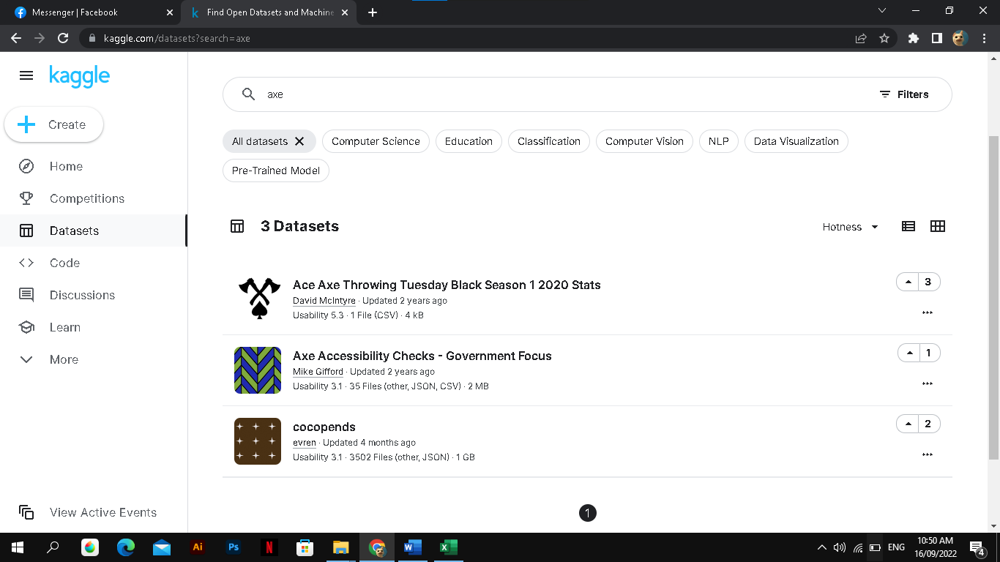 Messenger | Facebook
Find Open Datasets and Machine
kaggle.com/datasets?search=axe
kaggle
axe
Filters
Create
All datasets
Computer Science
Education
Classification
Computer Vision
NLP
Data Visualization
Pre-Trained Model
Home
Competitions
Datasets
Code
Discussions
Learn
More
View Active Events
3 Datasets
Hotness
Ace Axe Throwing Tuesday Black Season 1 2020 Stats
David McIntyre · Updated 2 years ago
Usability 5.3 · 1 File (CSV) · 4 kB
3
Axe Accessibility Checks - Government Focus
Mike Gifford · Updated 2 years ago
Usability 3.1 · 35 Files (other, JSON, CSV) · 2 MB
1
cocopends
evren · Updated 4 months ago
Usability 3.1 · 3502 Files (other, JSON) · 1 GB
2
1
Ai
Ps
N
W
X
ENG
10:50 AM
16/09/2022
4